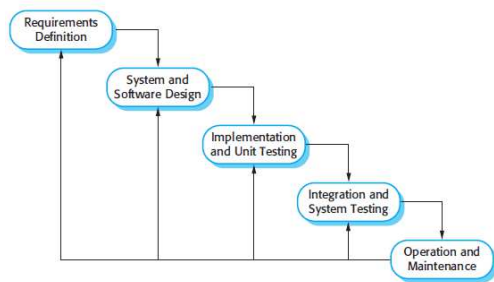 Requirements
Definition
System and
Software Design
Implementation
and Unit Testing
Integration and
System Testing
Operation and
Maintenance